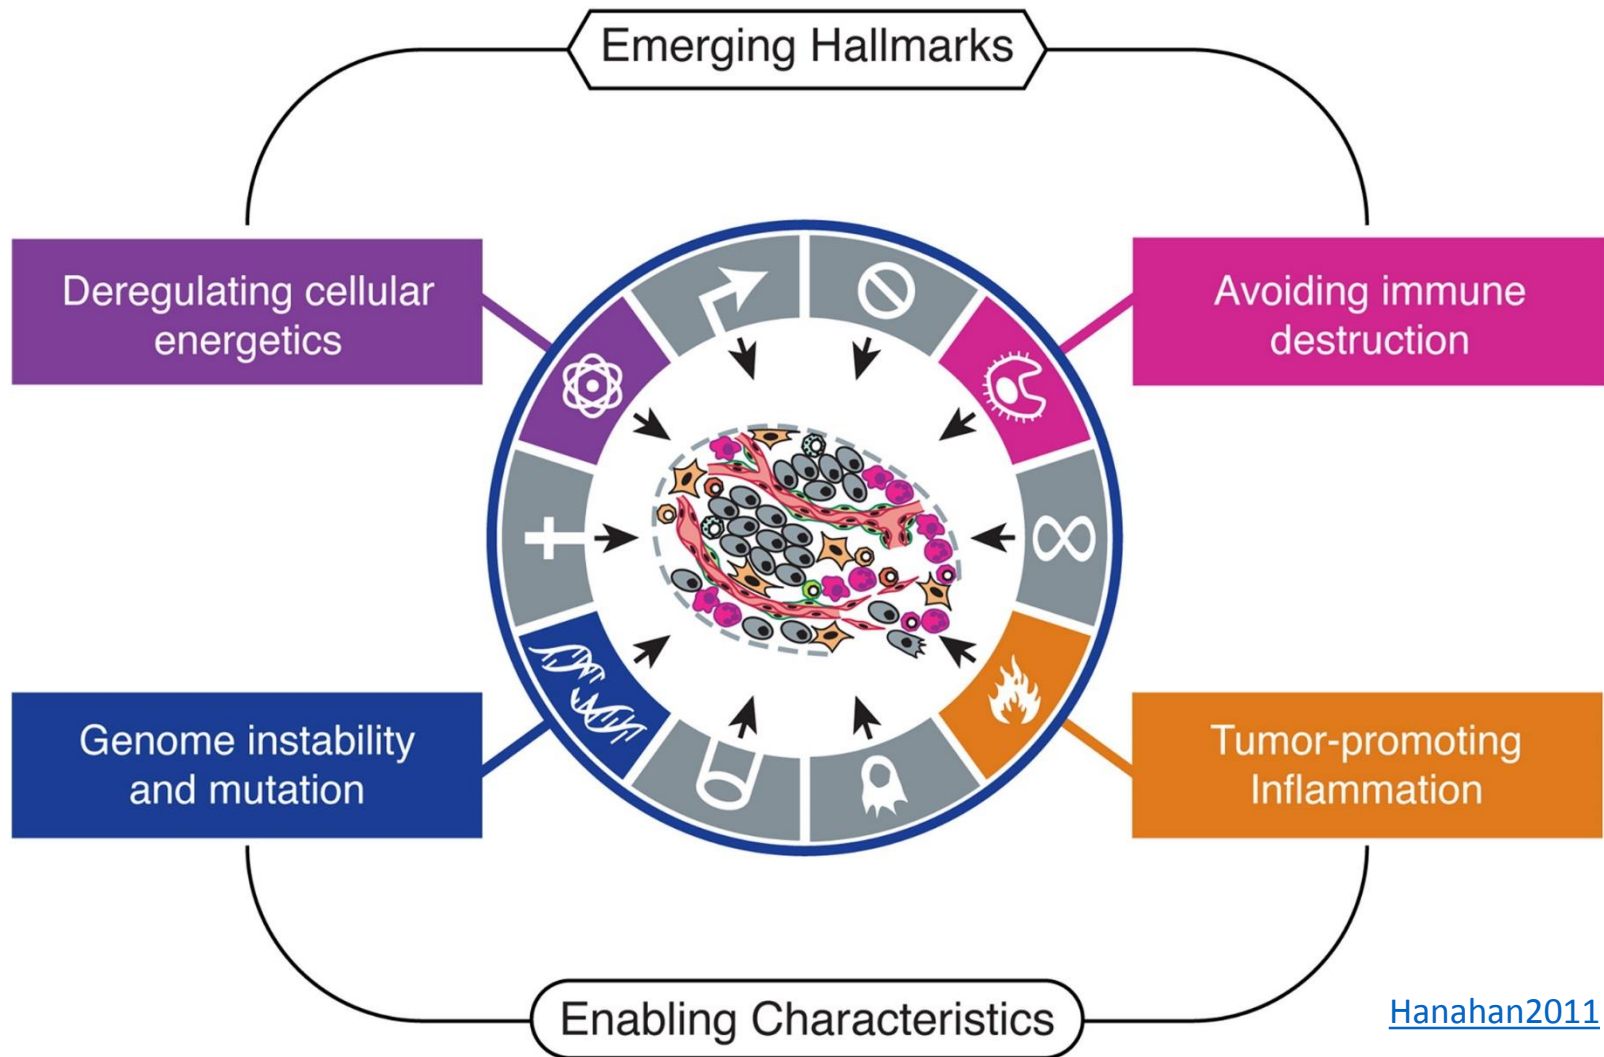 Emerging Hallmarks
Deregulating cellular
energetics
Avoiding immune
destruction
Genome instability
and mutation
Tumor-promoting
Inflammation
Enabling Characteristics
Hanahan2011